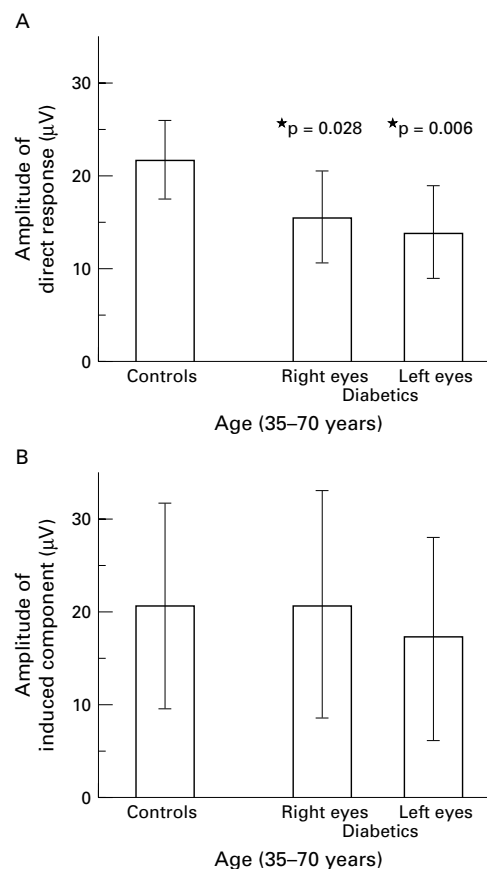 A
Amplitude of
direct response (μV)
30
20
10
0
★p = 0.028 ★p = 0.006
Controls Right eyes Left eyes
Diabetics
Age (35–70 years)
B
Amplitude of
induced component (μV)
30
20
10
0
Controls Right eyes Left eyes
Diabetics
Age (35–70 years)